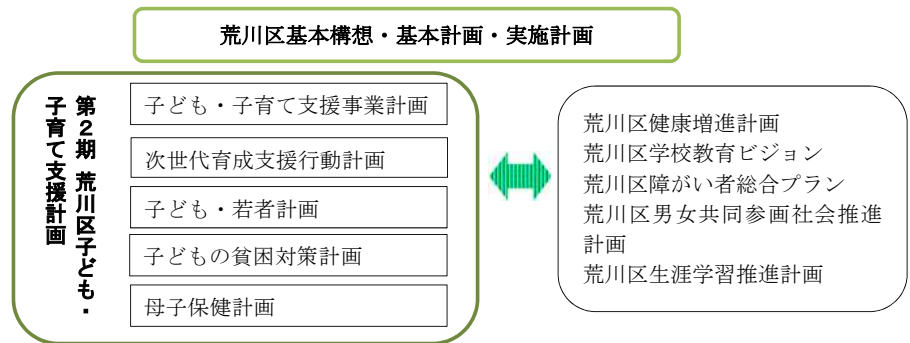 荒川区基本構想・基本計画・実施計画
第２期 荒川区子ども・
子育て支援計画
子ども・子育て支援事業計画
次世代育成支援行動計画
子ども・若者計画
子どもの貧困対策計画
母子保健計画
荒川区健康増進計画
荒川区学校教育ビジョン
荒川区障がい者総合プラン
荒川区男女共同参画社会推進
計画
荒川区生涯学習推進計画